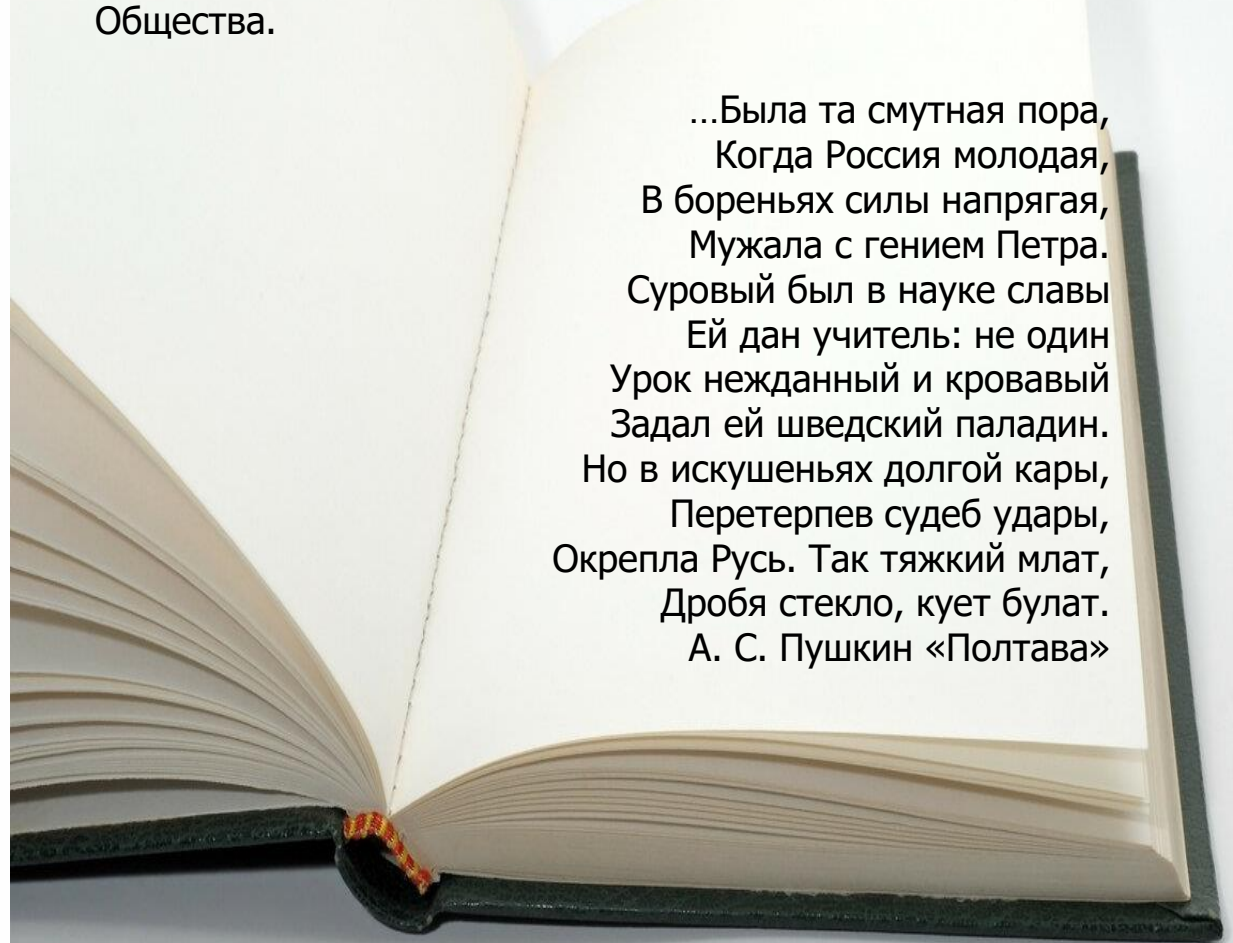 Общества.
...Была та смутная пора,
Когда Россия молодая,
В бореньях силы напрягая,
Мужала с гением Петра.
Суровый был в науке славы
Ей дан учитель: не один
Урок нежданный и кровавый
Задал ей шведский паладин.
Но в искушеньях долгой кары,
Перетерпев судеб удары,
Окрепла Русь. Так тяжкий млат,
Дробя стекло, кует булат.
А. С. Пушкин «Полтава»